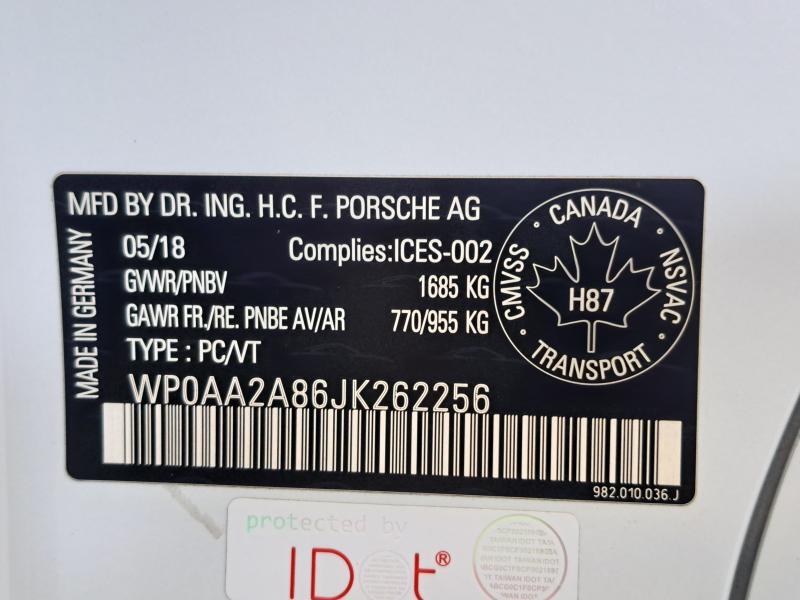 MFD BY DR. ING. H.C. F. PORSCHE AG
MADE IN GERMANY
05/18 Complies:ICES-002
GVWR/PNBV 1685 KG
GAWR FR./RE. PNBE AV/AR 770/955 KG
TYPE : PC/VT
WP0AA2A86JK262256
CANADA
CMVSS NSVAC
H87
TRANSPORT
982.010.036.J
protected by
IDOt®
TAIWAN IDOT